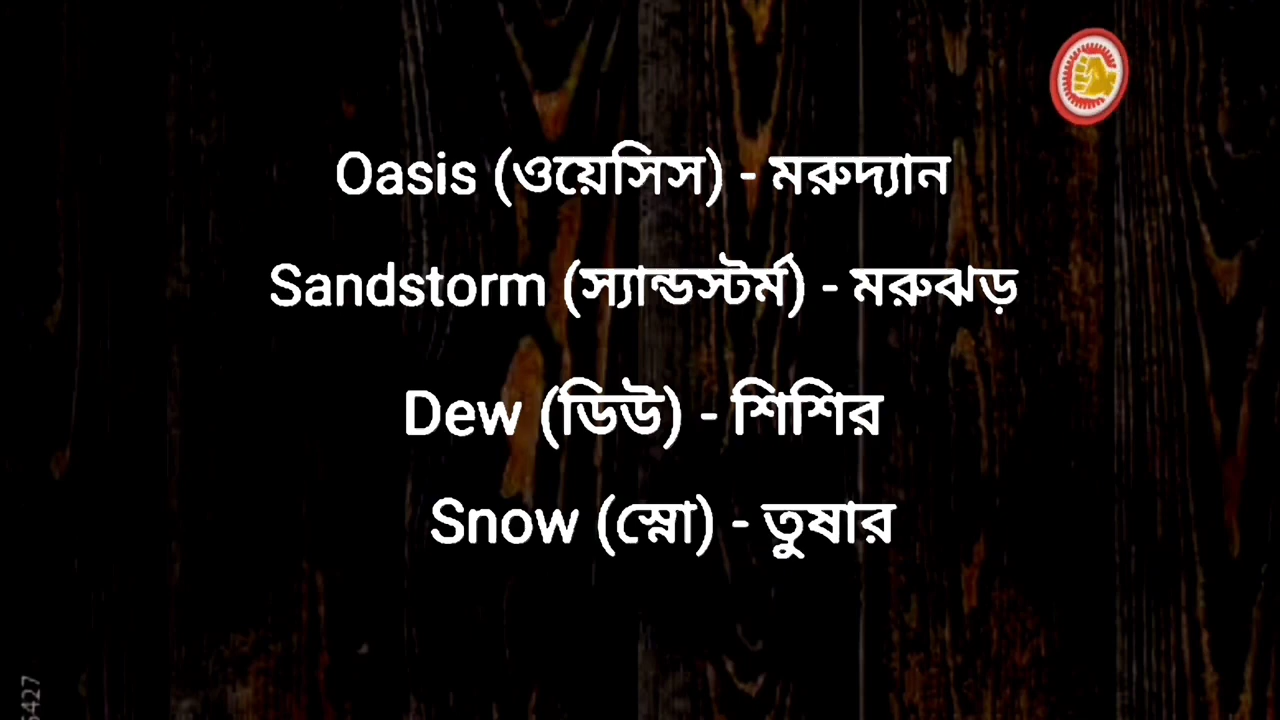 Oasis (ওয়েসিস) - মরুদ্যান
Sandstorm (স্যান্ডস্টর্ম) - মরুঝড়
Dew (ডিউ) - শিশির
Snow (স্নো) - তুষার